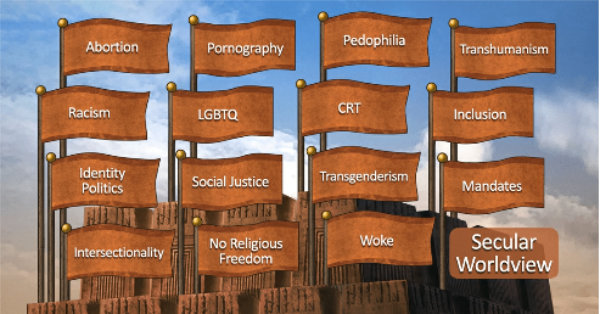 Abortion
Pornography
Pedophilia
Transhumanism
Racism
LGBTQ
CRT
Inclusion
Identity
Politics
Social Justice
Transgenderism
Mandates
Intersectionality
No Religious
Freedom
Woke
Secular
Worldview